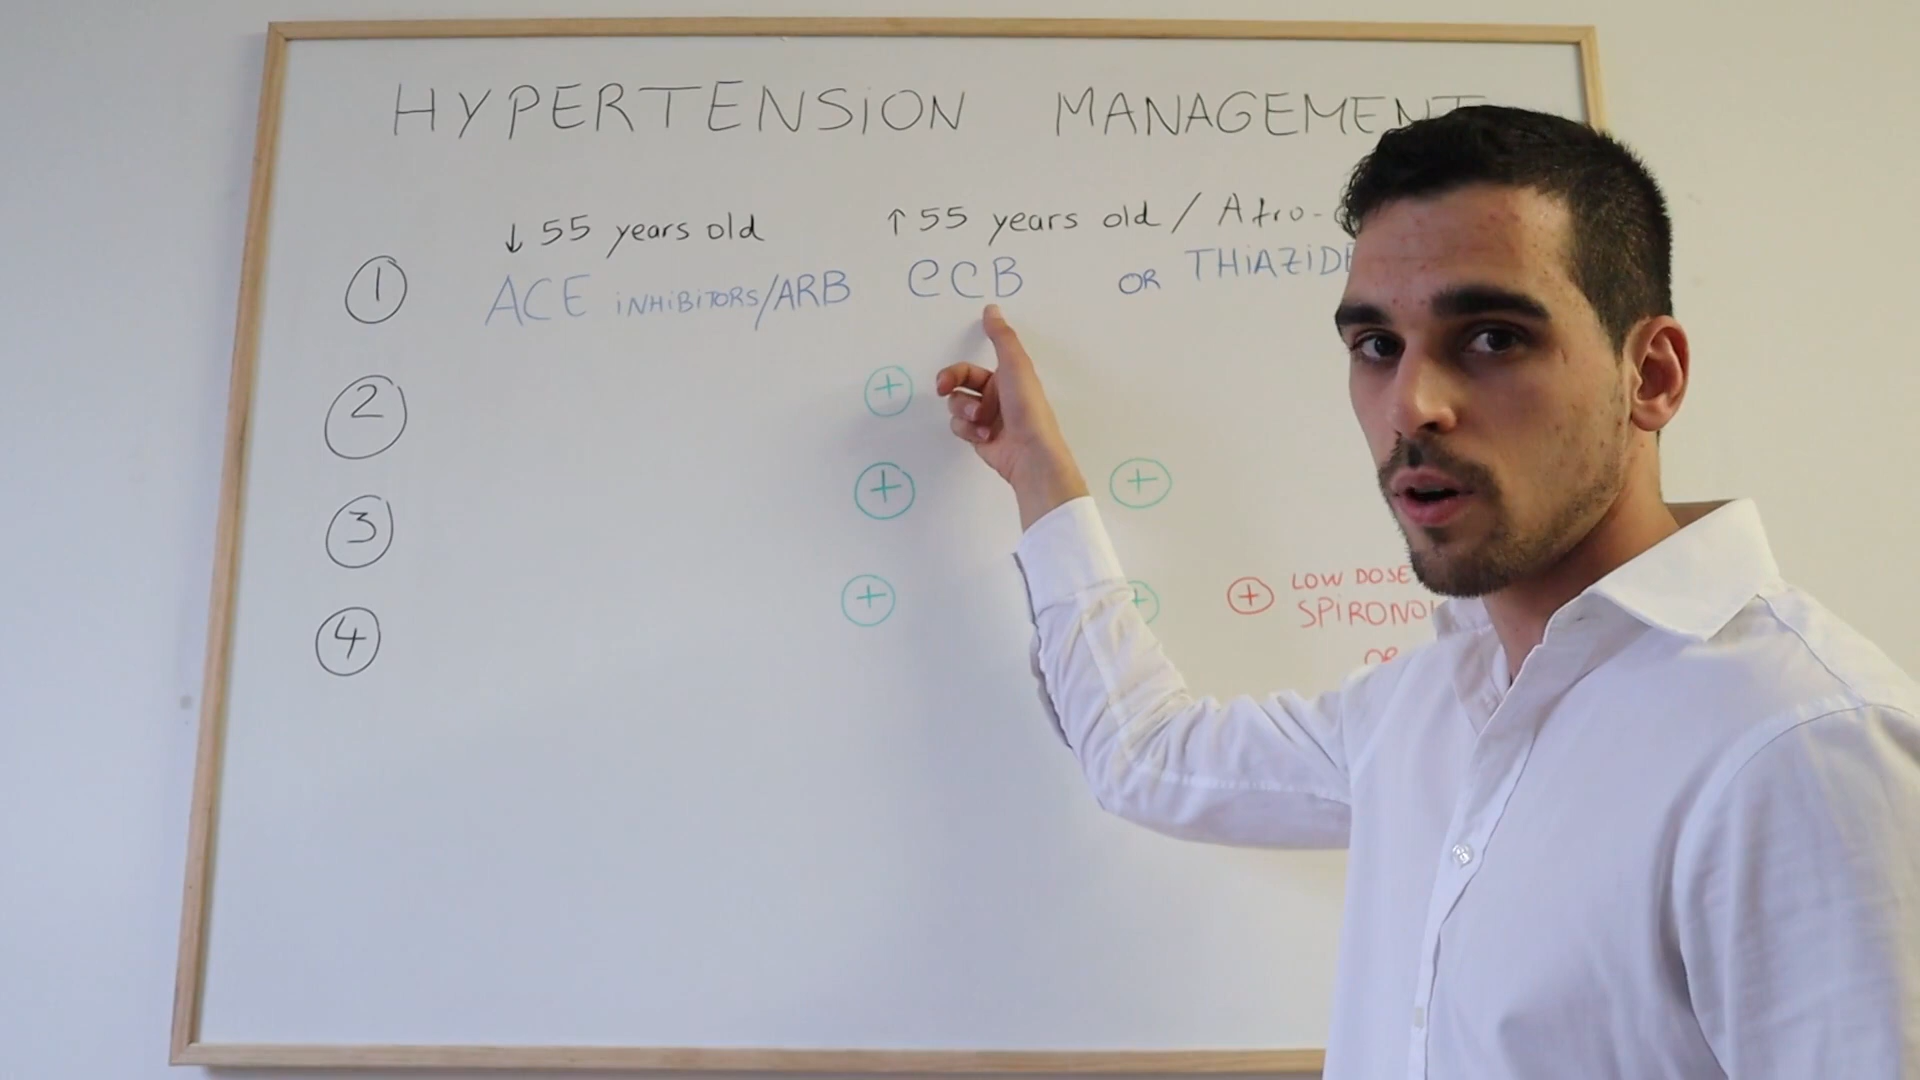 HYPERTENSION MANAGEMENT
↓ 55 years old ↑ 55 years old / Afro-
1 ACE INHIBITORS/ARB CCB OR THIAZIDE
2 +
3 + +
4 + + + LOW DOSE
SPIRONO
OR